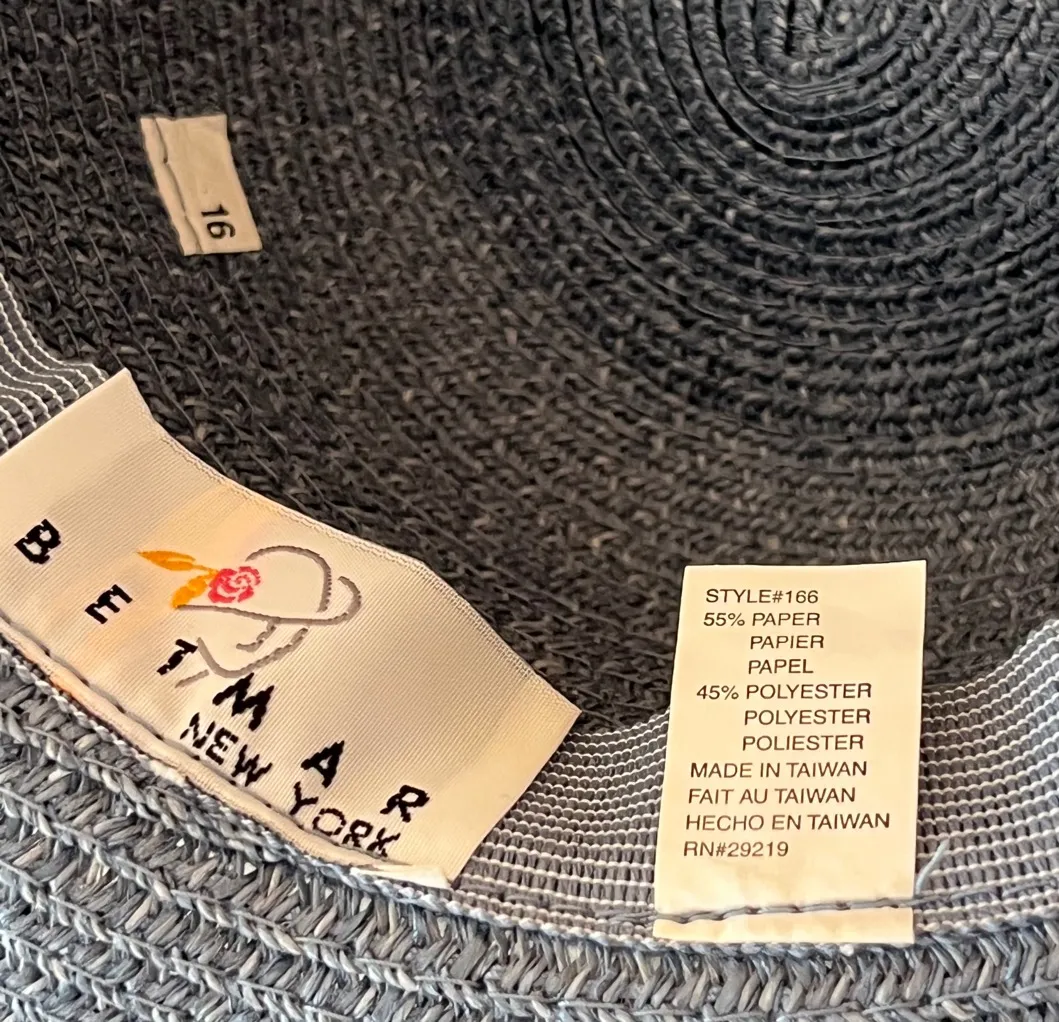 16
BETMAR
NEW YORK
STYLE#166
55% PAPER
PAPIER
PAPEL
45% POLYESTER
POLYESTER
POLIESTER
MADE IN TAIWAN
FAIT AU TAIWAN
HECHO EN TAIWAN
RN#29219